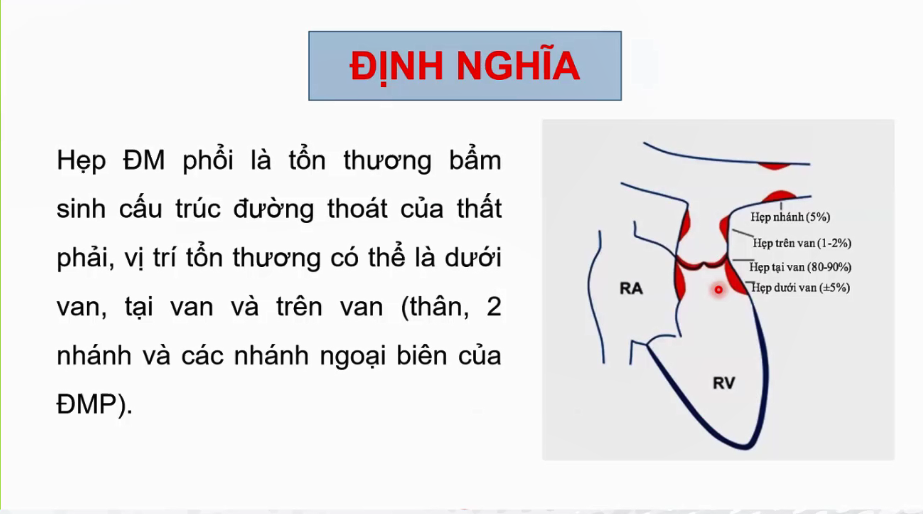 ĐỊNH NGHĨA
Hẹp ĐM phổi là tổn thương bẩm
sinh cấu trúc đường thoát của thất
phải, vị trí tổn thương có thể là dưới
van, tại van và trên van (thân, 2
nhánh và các nhánh ngoại biên của
ĐMP).
Hẹp nhánh (5%)
Hẹp trên van (1-2%)
Hẹp tại van (80-90%)
Hẹp dưới van (±5%)
RA
RV